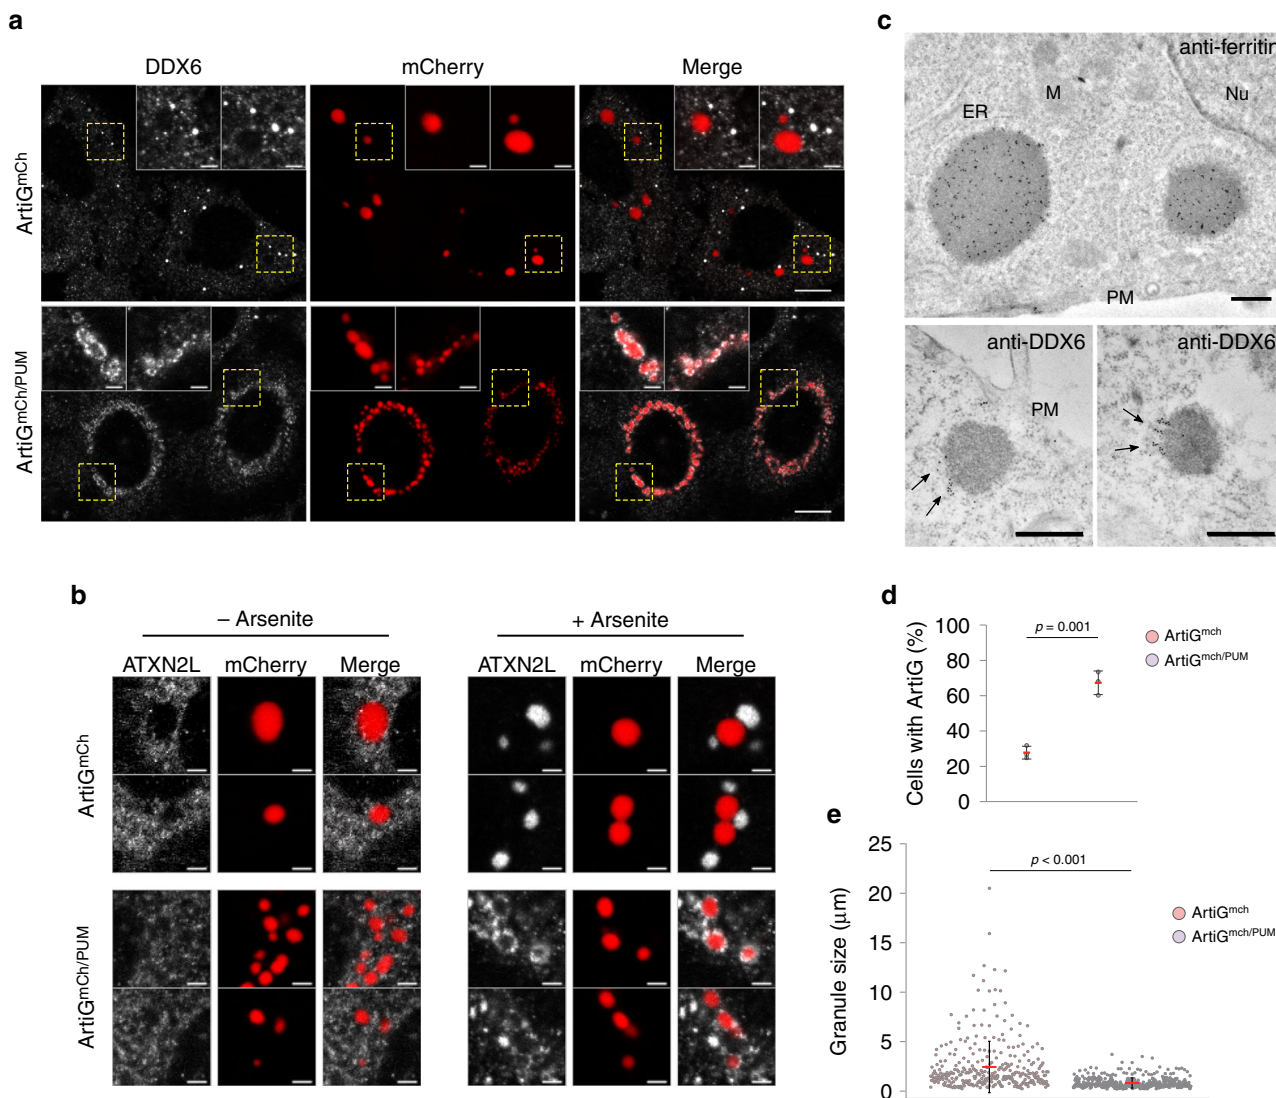 a
DDX6 mCherry Merge
ArtiG^mCh
ArtiG^mCh/PUM
b
– Arsenite + Arsenite
ATXN2L mCherry Merge ATXN2L mCherry Merge
ArtiG^mCh
ArtiG^mCh/PUM
c
anti-ferritin
ER M Nu
PM
anti-DDX6 anti-DDX6
PM
d
Cells with ArtiG (%)
100
80
60
40
20
0
p = 0.001
ArtiG^mch
ArtiG^mch/PUM
e
Granule size (μm)
25
20
15
10
5
0
p < 0.001
ArtiG^mch
ArtiG^mch/PUM